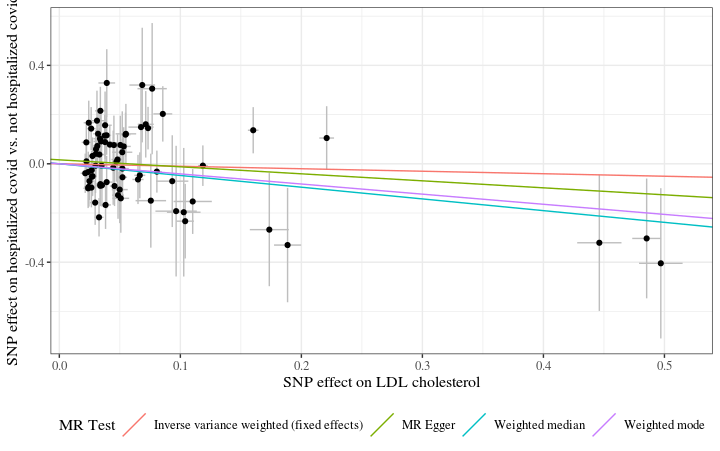 SNP effect on hospitalized covid vs. not hospitalized covid
0.4
0.0
-0.4
0.0
0.1
0.2
0.3
0.4
0.5
SNP effect on LDL cholesterol
MR Test
Inverse variance weighted (fixed effects)
MR Egger
Weighted median
Weighted mode